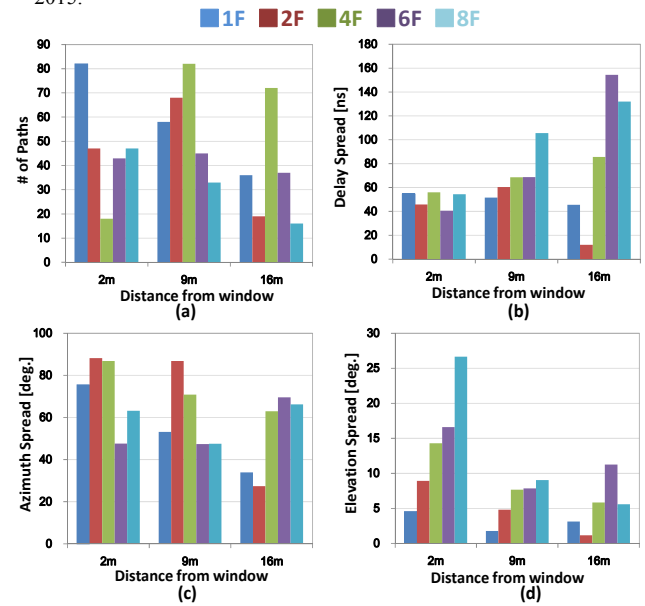 2015.
1F 2F 4F 6F 8F
90
80
70
60
50
40
30
20
10
0
# of Paths
2m 9m 16m
Distance from window
(a)
180
160
140
120
100
80
60
40
20
0
Delay Spread [ns]
2m 9m 16m
Distance from window
(b)
100
80
60
40
20
0
Azimuth Spread [deg.]
2m 9m 16m
Distance from window
(c)
30
25
20
15
10
5
0
Elevation Spread [deg.]
2m 9m 16m
Distance from window
(d)